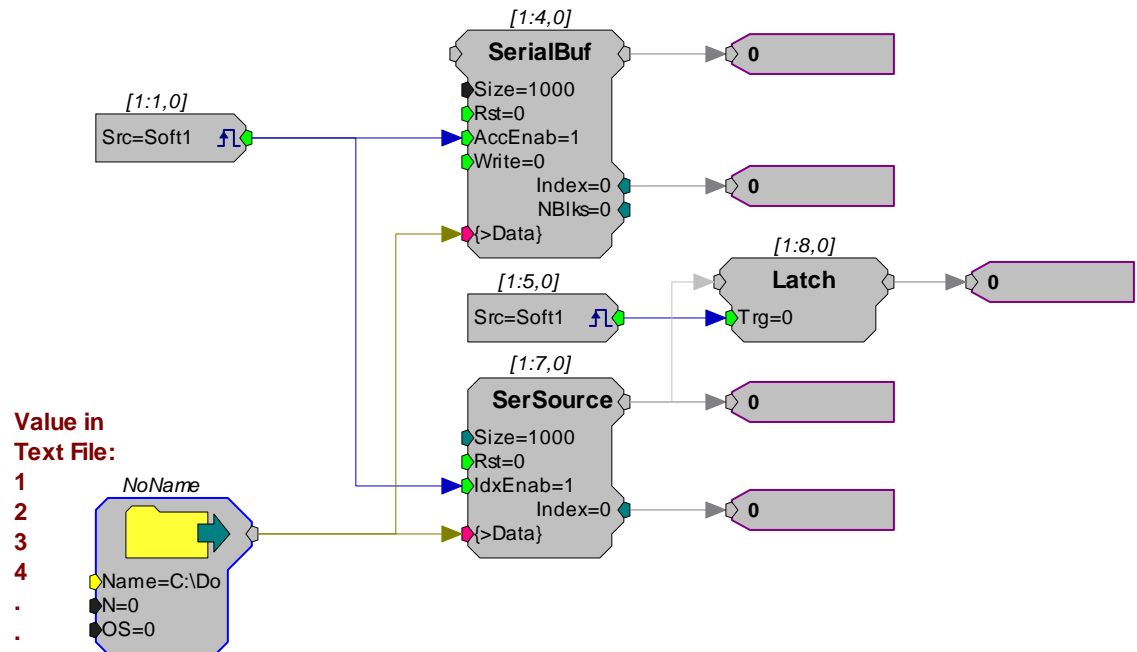 [1:4,0]
SerialBuf
0
Size=1000
Rst=0
AccEnab=1
Write=0
Index=0
0
NBlks=0
{>Data}
[1:1,0]
Src=Soft1
[1:8,0]
Latch
0
Trg=0
[1:5,0]
Src=Soft1
[1:7,0]
SerSource
0
Size=1000
Rst=0
IdxEnab=1
Index=0
0
{>Data}
Value in
Text File:
1
2
3
4
.
.
NoName
Name=C:\Do
N=0
OS=0